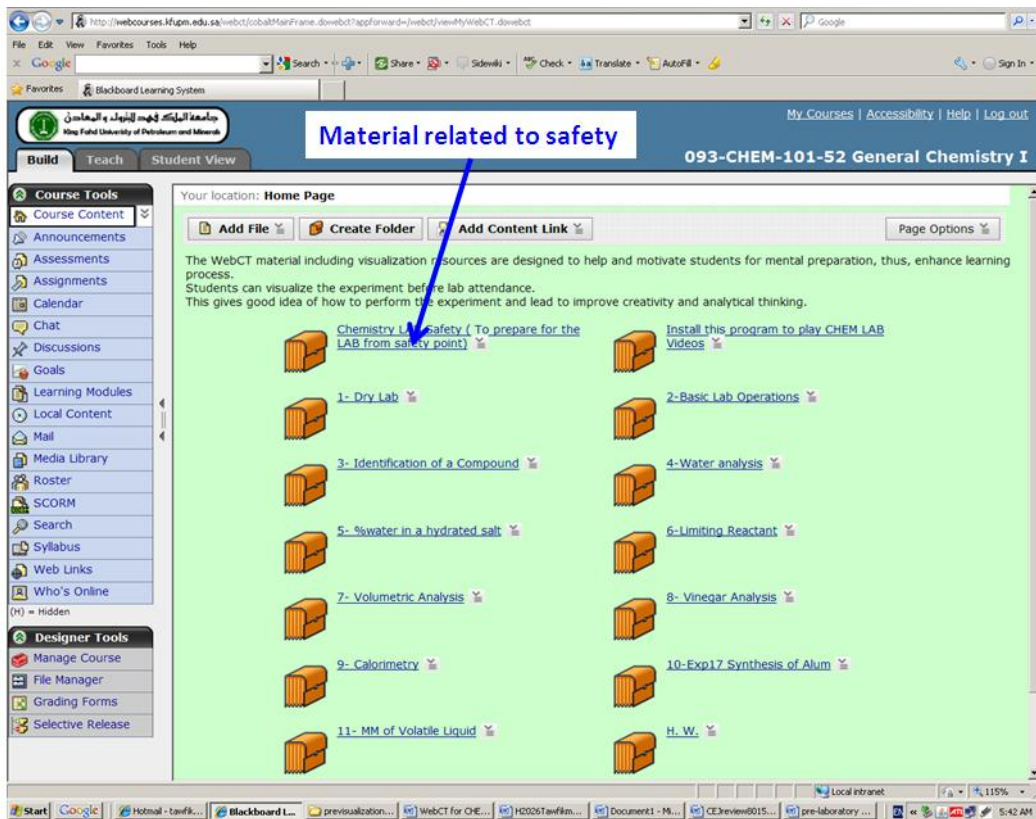 http://webcourses.kfupm.edu.sa/webct/cobaltMainFrame.dowebct?appforward=/webct/viewMyWebCT.dowebct
Google
File Edit View Favorites Tools Help
x Google
Search
Share
Sidewiki
Check
Translate
AutoFill
Sign In
Favorites
Blackboard Learning System
جامعة الملك فهد للبترول و المعادن
King Fahd University of Petroleum and Minerals
Material related to safety
My Courses | Accessibility | Help | Log out
Build Teach Student View
093-CHEM-101-52 General Chemistry I
Course Tools
Course Content
Announcements
Assessments
Assignments
Calendar
Chat
Discussions
Goals
Learning Modules
Local Content
Mail
Media Library
Roster
SCORM
Search
Syllabus
Web Links
Who's Online
(H) = Hidden
Designer Tools
Manage Course
File Manager
Grading Forms
Selective Release
Your location: Home Page
Add File
Create Folder
Add Content Link
Page Options
The WebCT material including visualization resources are designed to help and motivate students for mental preparation, thus, enhance learning
process.
Students can visualize the experiment before lab attendance.
This gives good idea of how to perform the experiment and lead to improve creativity and analytical thinking.
Chemistry LAB Safety ( To prepare for the
LAB from safety point)
Install this program to play CHEM LAB
Videos
1- Dry Lab
2-Basic Lab Operations
3- Identification of a Compound
4-Water analysis
5- %water in a hydrated salt
6-Limiting Reactant
7- Volumetric Analysis
8- Vinegar Analysis
9- Calorimetry
10-Exp17 Synthesis of Alum
11- MM of Volatile Liquid
H. W.
Local intranet
115%
Start
Google
Hotmail - tawfik...
Blackboard L...
previsualization...
WebCT for CHE...
H2026Tawfikm...
Document1 - M...
CEJreview8015...
pre-laboratory ...
5:42 AM